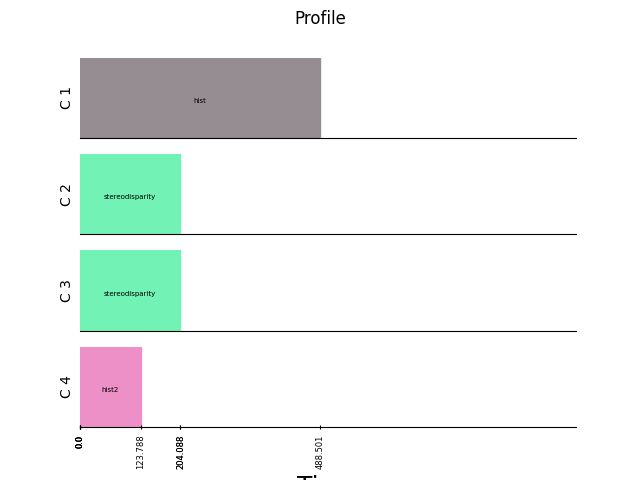 Profile
C 1
hist
C 2
stereodisparity
C 3
stereodisparity
C 4
hist2
0.0
123.788
204.088
488.501